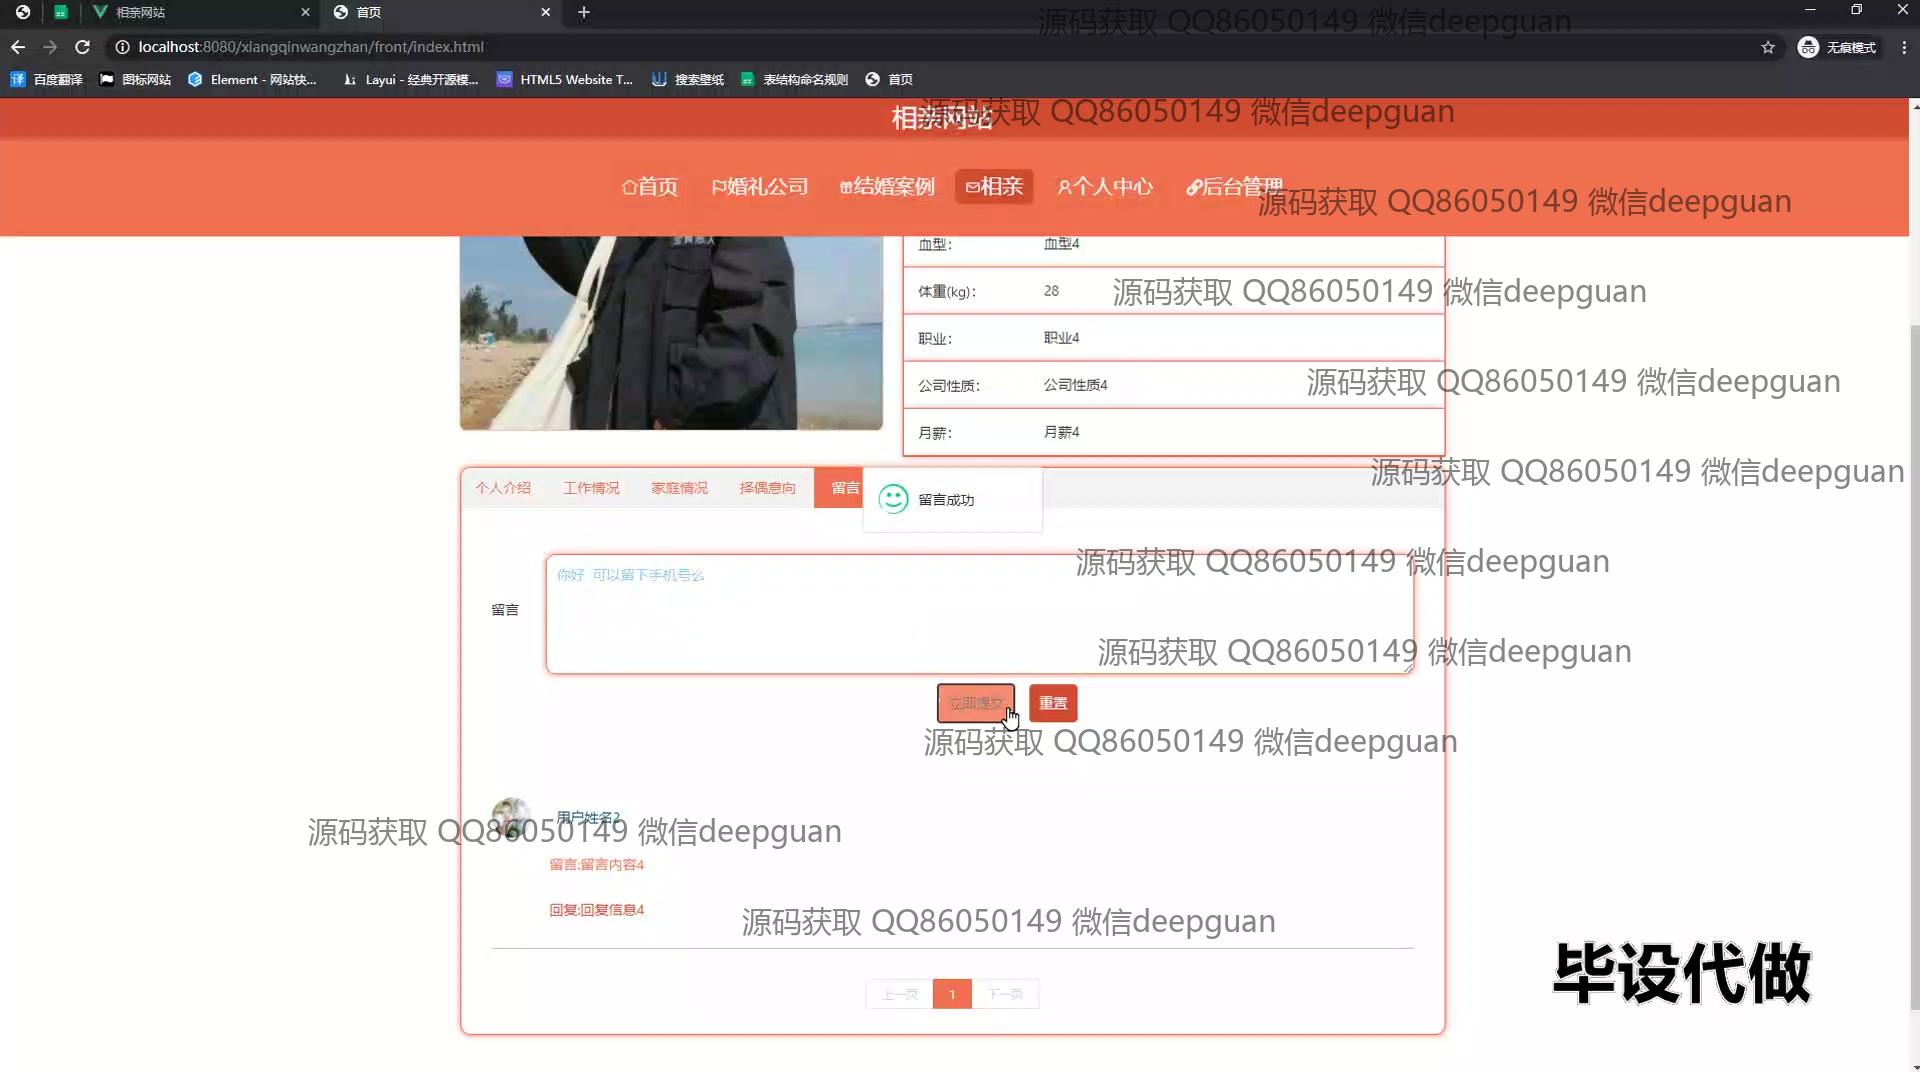 相亲网站
首页
localhost:8080/xiangqinwangzhan/front/index.html
无痕模式
百度翻译
图标网站
Element - 网站快...
Layui - 经典开源模...
HTML5 Website T...
搜索壁纸
表结构命名规则
首页
源码获取 QQ86050149 微信deepguan
相亲网站
源码获取 QQ86050149 微信deepguan
首页
婚礼公司
结婚案例
相亲
个人中心
后台管理
源码获取 QQ86050149 微信deepguan
血型： 血型4
体重(kg)： 28
源码获取 QQ86050149 微信deepguan
职业： 职业4
公司性质： 公司性质4
源码获取 QQ86050149 微信deepguan
月薪： 月薪4
源码获取 QQ86050149 微信deepguan
个人介绍 工作情况 家庭情况 择偶意向 留言
留言成功
源码获取 QQ86050149 微信deepguan
你好 可以留下手机号么
留言
源码获取 QQ86050149 微信deepguan
立即提交 重置
源码获取 QQ86050149 微信deepguan
用户姓名2
源码获取 QQ86050149 微信deepguan
留言:留言内容4
回复:回复信息4
源码获取 QQ86050149 微信deepguan
毕设代做
上一页 1 下一页